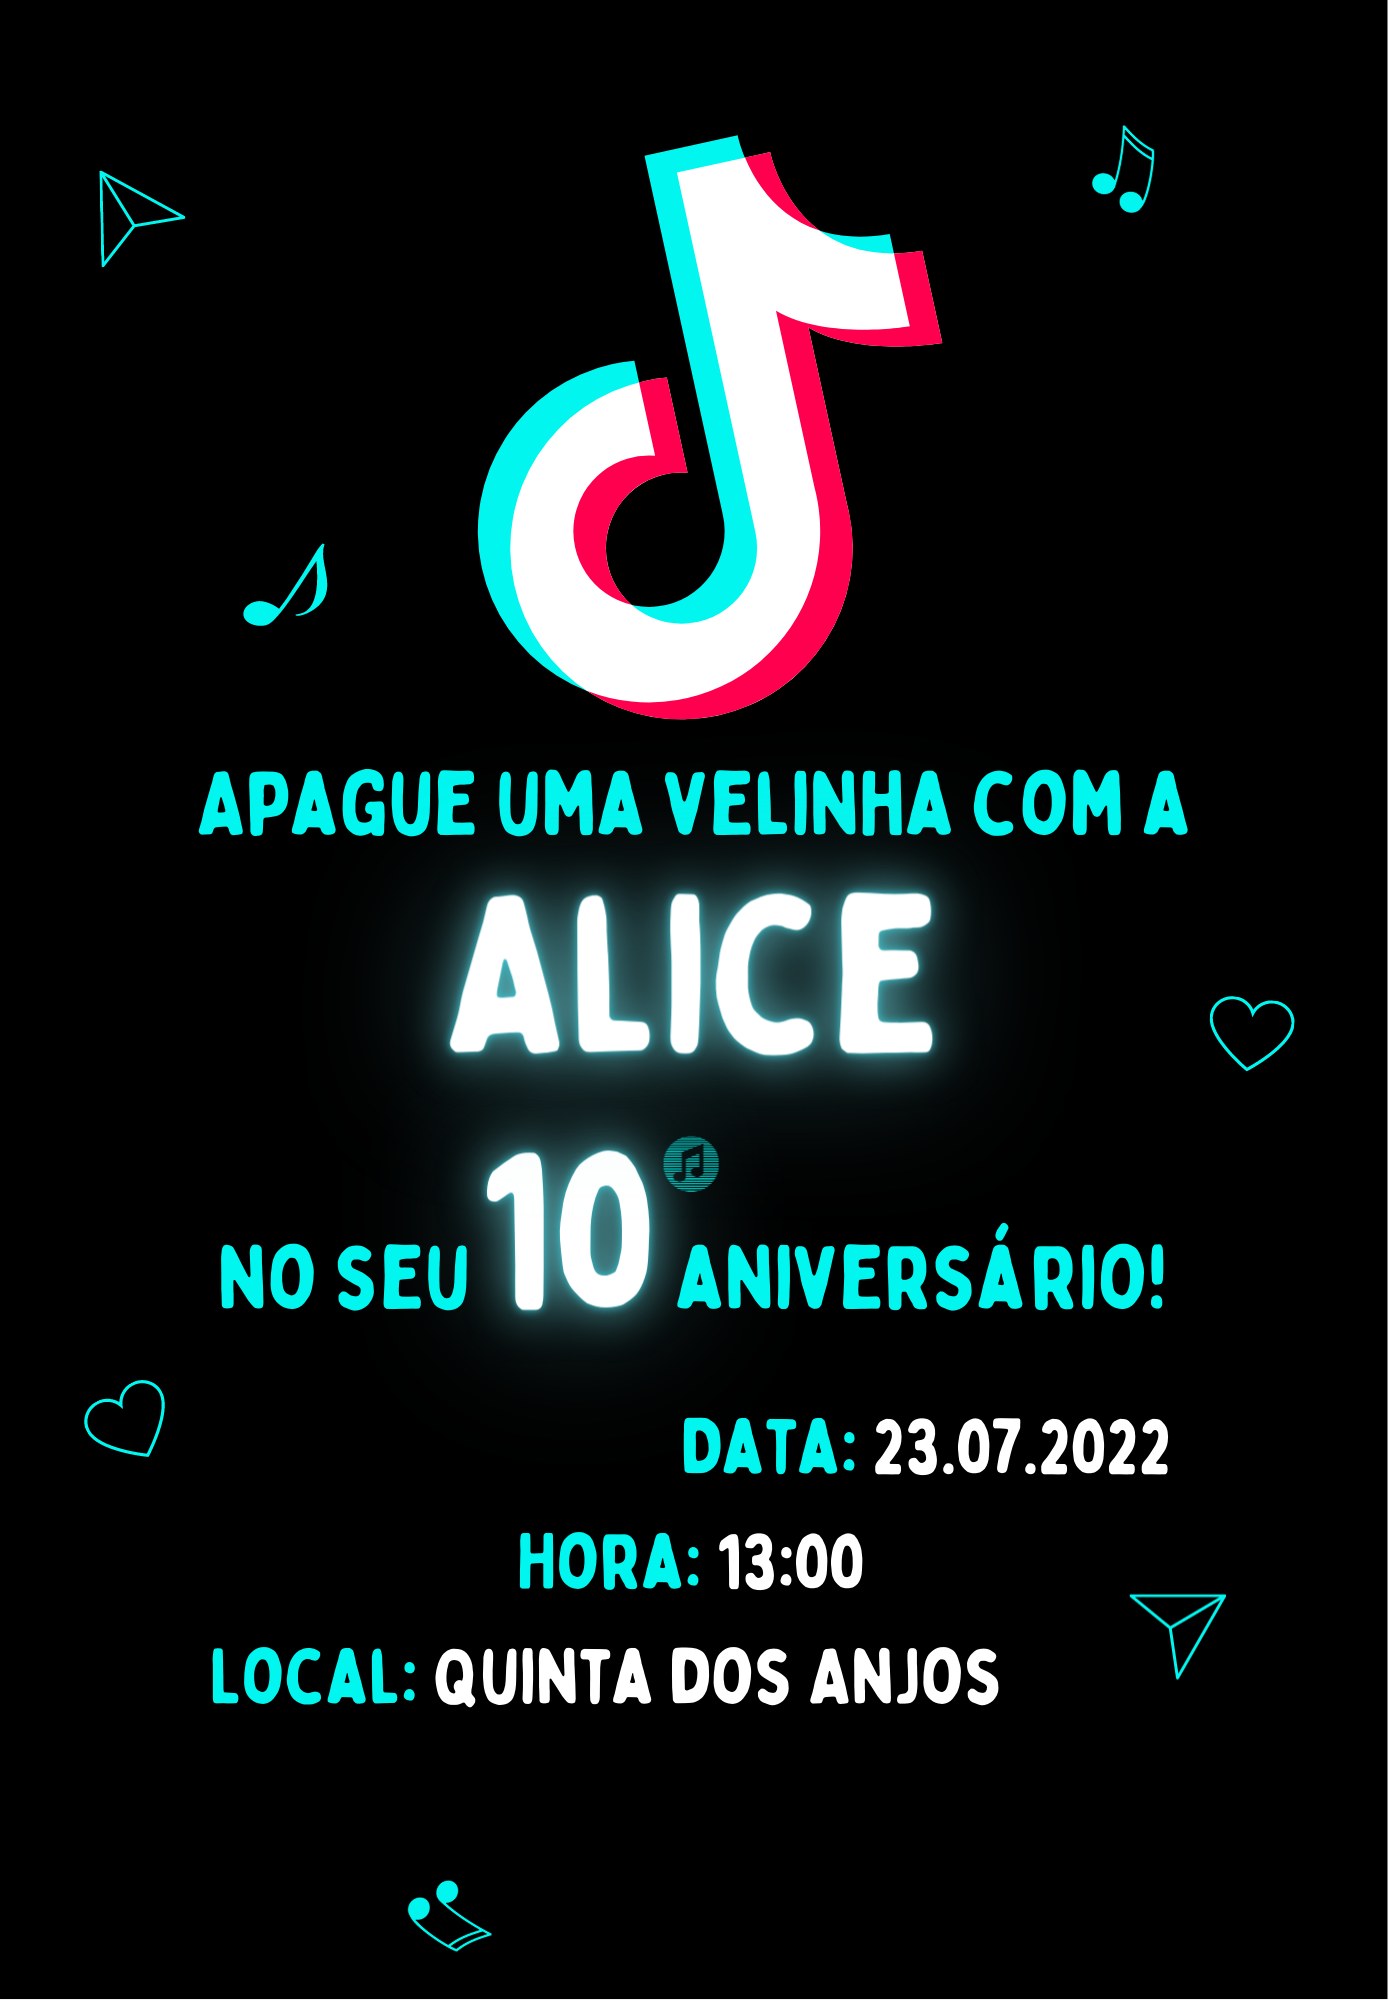 APAGUE UMA VELINHA COM A
ALICE
NO SEU 10 ANIVERSÁRIO!
DATA: 23.07.2022
HORA: 13:00
LOCAL: QUINTA DOS ANJOS